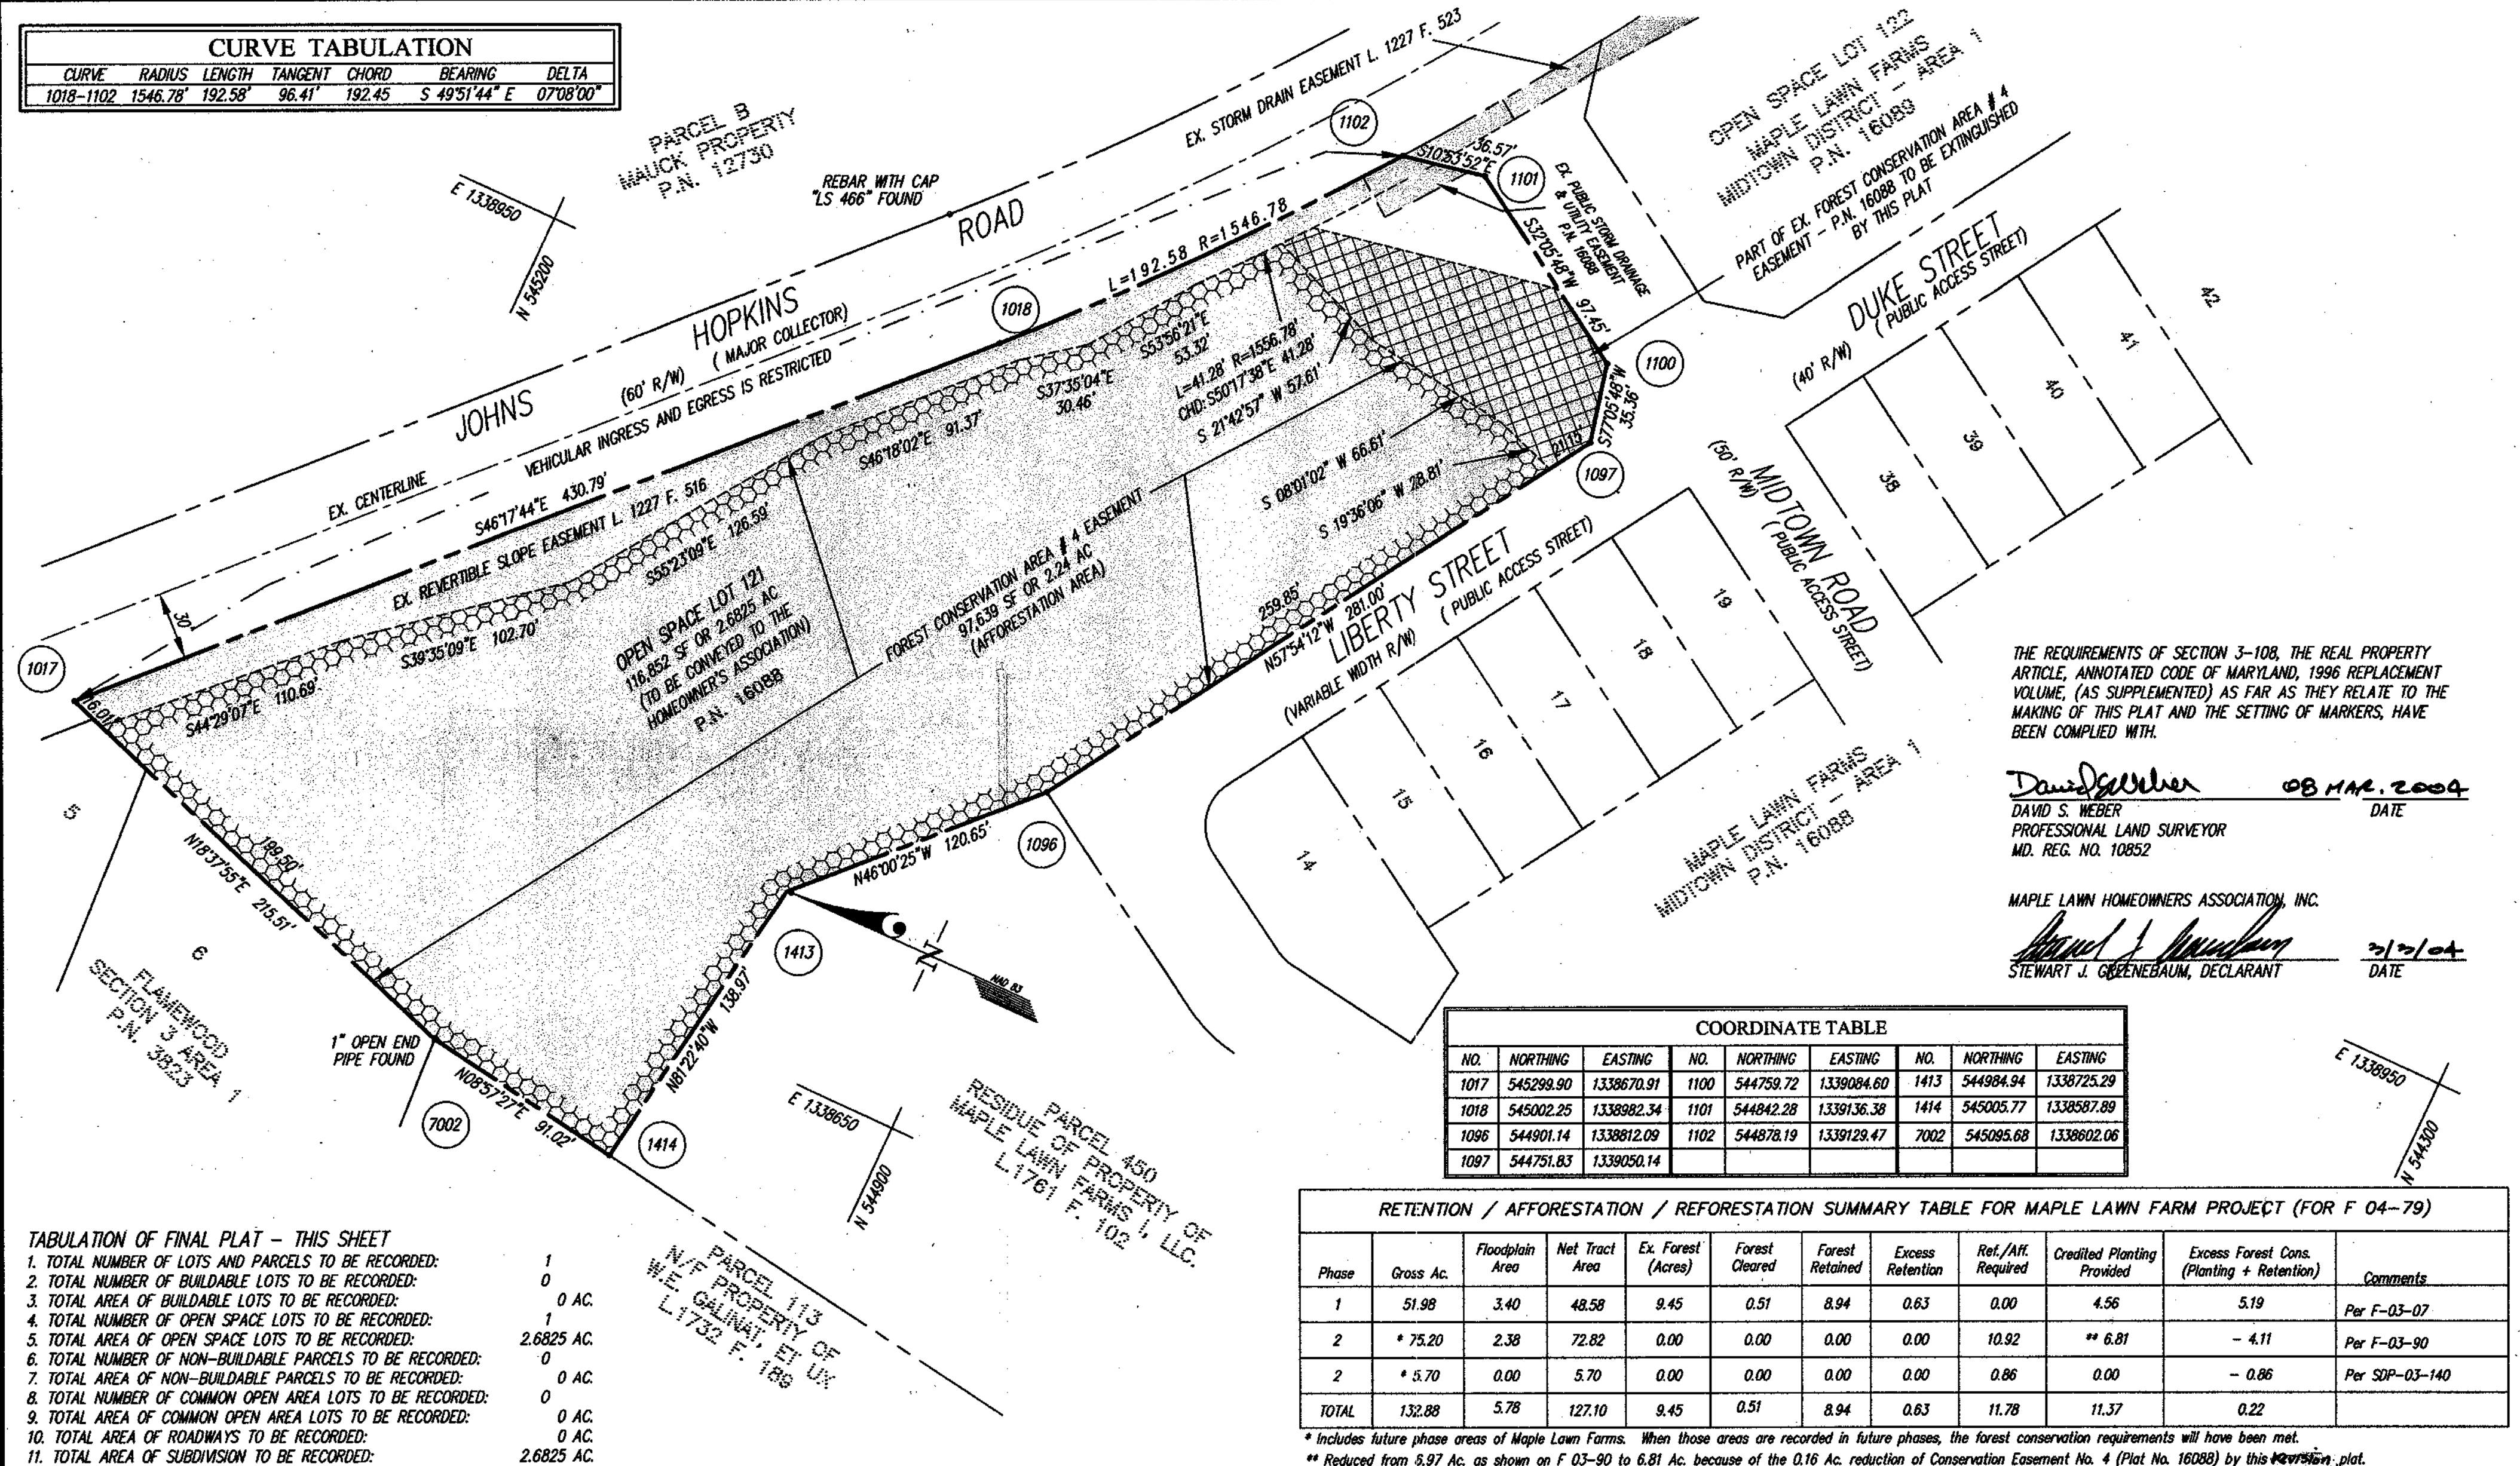 CURVE TABULATION
CURVE RADIUS LENGTH TANGENT CHORD BEARING DELTA
1018-1102 1546.78' 192.58' 96.41' 192.45 S 49°51'44" E 07°08'00"
PARCEL B
MAUCK PROPERTY
P.N. 12730
E 1338950
N 545200
REBAR WITH CAP
"LS 466" FOUND
JOHNS HOPKINS ROAD
(60' R/W) ( MAJOR COLLECTOR)
EX. CENTERLINE
VEHICULAR INGRESS AND EGRESS IS RESTRICTED
EX. STORM DRAIN EASEMENT L. 1227 F. 523
1102
S10°53'52"E
36.57'
1101
EX. PUBLIC STORM DRAINAGE
& UTILITY EASEMENT
P.N. 16088
OPEN SPACE LOT 122
MAPLE LAWN FARMS
MIDTOWN DISTRICT - AREA 1
P.N. 16089
PART OF EX. FOREST CONSERVATION AREA # 4
EASEMENT - P.N. 16088 TO BE EXTINGUISHED
BY THIS PLAT
DUKE STREET
(40' R/W) ( PUBLIC ACCESS STREET)
42
41
40
39
38
L=192.58 R=1546.78
1018
S32°05'48"W 97.45'
1100
S77°05'48"W
35.36'
21.15'
1097
S46°17'44"E 430.79'
EX. REVERTIBLE SLOPE EASEMENT L. 1227 F. 516
30'
1017
16.01'
S44°29'07"E 110.69'
S39°35'09"E 102.70'
S55°23'09"E 126.59'
S46°18'02"E 91.37'
S37°35'04"E
30.46'
S53°56'21"E
53.32'
L=41.28' R=1556.78'
CHD: S50°17'38"E 41.28'
S 21°42'57" W 57.61'
S 08°01'02" W 66.61'
S 19°36'06" W 28.81'
OPEN SPACE LOT 121
116,852 SF OR 2.6825 AC
(TO BE CONVEYED TO THE
HOMEOWNER'S ASSOCIATION)
P.N. 16088
FOREST CONSERVATION AREA # 4 EASEMENT
97,639 SF OR 2.24 AC
(AFFORESTATION AREA)
259.85'
N57°54'12"W 281.00'
LIBERTY STREET
(VARIABLE WIDTH R/W) ( PUBLIC ACCESS STREET)
MIDTOWN ROAD
(50' R/W) (PUBLIC ACCESS STREET)
19
18
17
16
15
14
MAPLE LAWN FARMS
MIDTOWN DISTRICT - AREA 1
P.N. 16088
1096
N46°00'25"W 120.65'
1413
-N-
NAD 83
N81°22'40"W 138.97'
1414
N08°57'27"E 91.02'
7002
1" OPEN END
PIPE FOUND
199.50'
N18°37'55"E 215.51'
5
6
FLAMEWOOD
SECTION 3 AREA 1
P.N. 3823
E 1338650
N 544900
PARCEL 450
RESIDUE OF PROPERTY OF
MAPLE LAWN FARMS I, LLC.
L.1761 F. 102
PARCEL 113
N/F PROPERTY OF
W.E. GALINAT, ET UX
L.1732 F. 189
THE REQUIREMENTS OF SECTION 3-108, THE REAL PROPERTY
ARTICLE, ANNOTATED CODE OF MARYLAND, 1996 REPLACEMENT
VOLUME, (AS SUPPLEMENTED) AS FAR AS THEY RELATE TO THE
MAKING OF THIS PLAT AND THE SETTING OF MARKERS, HAVE
BEEN COMPLIED WITH.
08 MAR. 2004
DAVID S. WEBER DATE
PROFESSIONAL LAND SURVEYOR
MD. REG. NO. 10852
MAPLE LAWN HOMEOWNERS ASSOCIATION, INC.
STEWART J. GREENEBAUM, DECLARANT DATE
E 1338950
N 544300
COORDINATE TABLE
NO. NORTHING EASTING NO. NORTHING EASTING NO. NORTHING EASTING
1017 545299.90 1338670.91 1100 544759.72 1339084.60 1413 544984.94 1338725.29
1018 545002.25 1338982.34 1101 544842.28 1339136.38 1414 545005.77 1338587.89
1096 544901.14 1338812.09 1102 544878.19 1339129.47 7002 545095.68 1338602.06
1097 544751.83 1339050.14
TABULATION OF FINAL PLAT - THIS SHEET
1. TOTAL NUMBER OF LOTS AND PARCELS TO BE RECORDED: 1
2. TOTAL NUMBER OF BUILDABLE LOTS TO BE RECORDED: 0
3. TOTAL AREA OF BUILDABLE LOTS TO BE RECORDED: 0 AC.
4. TOTAL NUMBER OF OPEN SPACE LOTS TO BE RECORDED: 1
5. TOTAL AREA OF OPEN SPACE LOTS TO BE RECORDED: 2.6825 AC.
6. TOTAL NUMBER OF NON-BUILDABLE PARCELS TO BE RECORDED: 0
7. TOTAL AREA OF NON-BUILDABLE PARCELS TO BE RECORDED: 0 AC.
8. TOTAL NUMBER OF COMMON OPEN AREA LOTS TO BE RECORDED: 0
9. TOTAL AREA OF COMMON OPEN AREA LOTS TO BE RECORDED: 0 AC.
10. TOTAL AREA OF ROADWAYS TO BE RECORDED: 0 AC.
11. TOTAL AREA OF SUBDIVISION TO BE RECORDED: 2.6825 AC.
RETENTION / AFFORESTATION / REFORESTATION SUMMARY TABLE FOR MAPLE LAWN FARM PROJECT (FOR F 04-79)
Phase Gross Ac. Floodplain Area Net Tract Area Ex. Forest (Acres) Forest Cleared Forest Retained Excess Retention Ref./Aff. Required Credited Planting Provided Excess Forest Cons. (Planting + Retention) Comments
1 51.98 3.40 48.58 9.45 0.51 8.94 0.63 0.00 4.56 5.19 Per F-03-07
2 * 75.20 2.38 72.82 0.00 0.00 0.00 0.00 10.92 ** 6.81 - 4.11 Per F-03-90
2 * 5.70 0.00 5.70 0.00 0.00 0.00 0.00 0.86 0.00 - 0.86 Per SDP-03-140
TOTAL 132.88 5.78 127.10 9.45 0.51 8.94 0.63 11.78 11.37 0.22
* Includes future phase areas of Maple Lawn Farms. When those areas are recorded in future phases, the forest conservation requirements will have been met.
** Reduced from 6.97 Ac. as shown on F 03-90 to 6.81 Ac. because of the 0.16 Ac. reduction of Conservation Easement No. 4 (Plat No. 16088) by this plat.